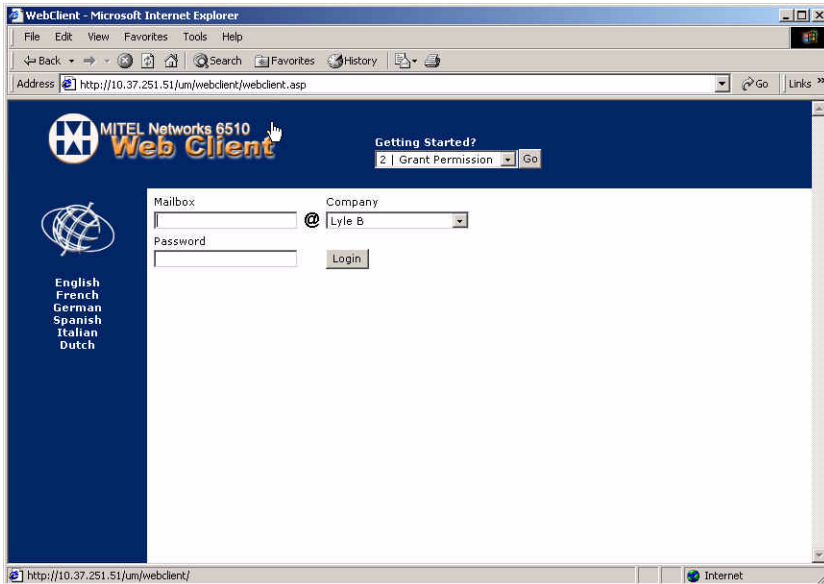 WebClient - Microsoft Internet Explorer
File Edit View Favorites Tools Help
Back Search Favorites History
Address http://10.37.251.51/um/webclient/webclient.asp Go Links »
MITEL Networks 6510
Web Client
Getting Started?
2 | Grant Permission Go
Mailbox Company
@ Lyle B
Password
Login
English
French
German
Spanish
Italian
Dutch
http://10.37.251.51/um/webclient/ Internet